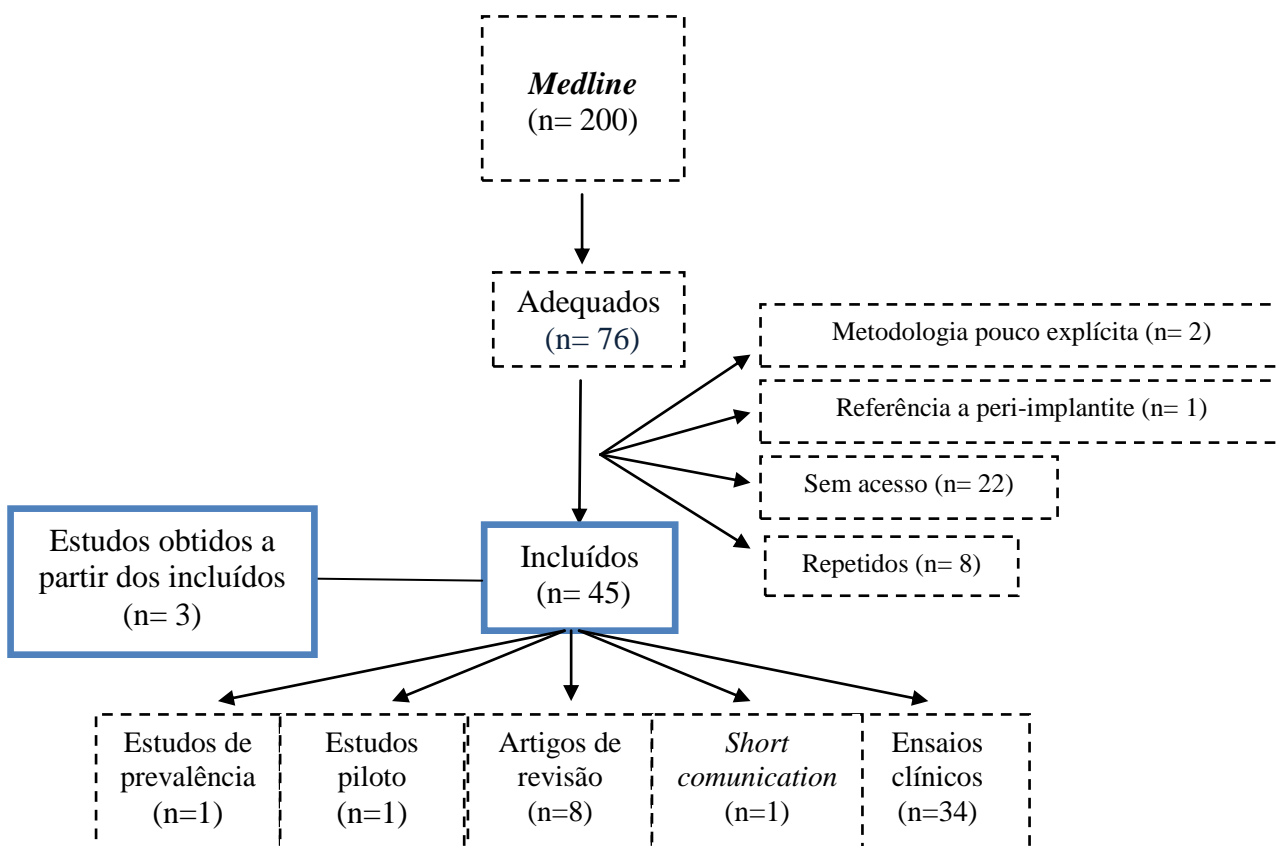 Medline
(n= 200)
Adequados
(n= 76)
Metodologia pouco explícita (n= 2)
Referência a peri-implantite (n= 1)
Sem acesso (n= 22)
Repetidos (n= 8)
Estudos obtidos a
partir dos incluídos
(n= 3)
Incluídos
(n= 45)
Estudos de
prevalência
(n=1)
Estudos
piloto
(n=1)
Artigos de
revisão
(n=8)
Short
comunication
(n=1)
Ensaios
clínicos
(n=34)